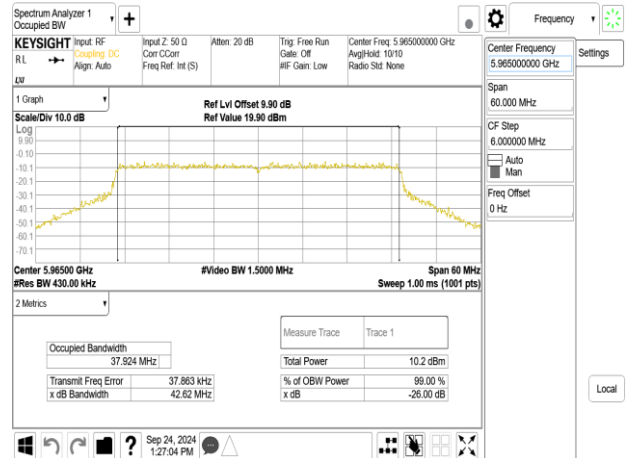 Spectrum Analyzer 1
Occupied BW
Frequency
KEYSIGHT
RL
LXI
Input: RF
Coupling: DC
Align: Auto
Input Z: 50 Ω
Corr CCorr
Freq Ref: Int (S)
Atten: 20 dB
Trig: Free Run
Gate: Off
#IF Gain: Low
Center Freq: 5.965000000 GHz
Avg|Hold: 10/10
Radio Std: None
Center Frequency
5.965000000 GHz
Settings
Span
60.000 MHz
CF Step
6.000000 MHz
Auto
Man
Freq Offset
0 Hz
Local
1 Graph
Scale/Div 10.0 dB
Ref Lvl Offset 9.90 dB
Ref Value 19.90 dBm
Log
9.90
-0.10
-10.1
-20.1
-30.1
-40.1
-50.1
-60.1
-70.1
Center 5.96500 GHz
#Video BW 1.5000 MHz
Span 60 MHz
#Res BW 430.00 kHz
Sweep 1.00 ms (1001 pts)
2 Metrics
Measure Trace
Trace 1
Occupied Bandwidth
37.924 MHz
Total Power
10.2 dBm
Transmit Freq Error
37.863 kHz
% of OBW Power
99.00 %
x dB Bandwidth
42.62 MHz
x dB
-26.00 dB
?
Sep 24, 2024
1:27:04 PM